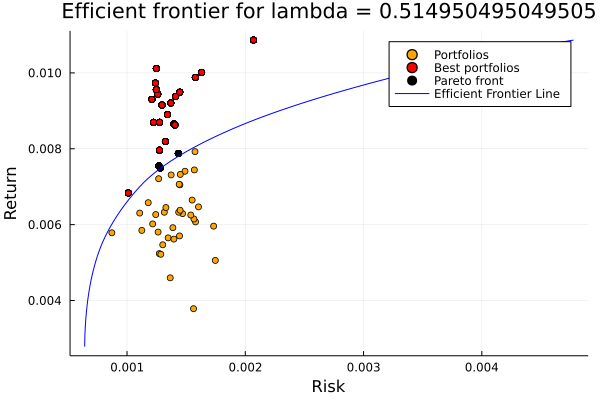 Efficient frontier for lambda = 0.514950495049505
Portfolios
Best portfolios
Pareto front
Efficient Frontier Line
0.010
0.008
0.006
0.004
Return
0.001
0.002
0.003
0.004
Risk